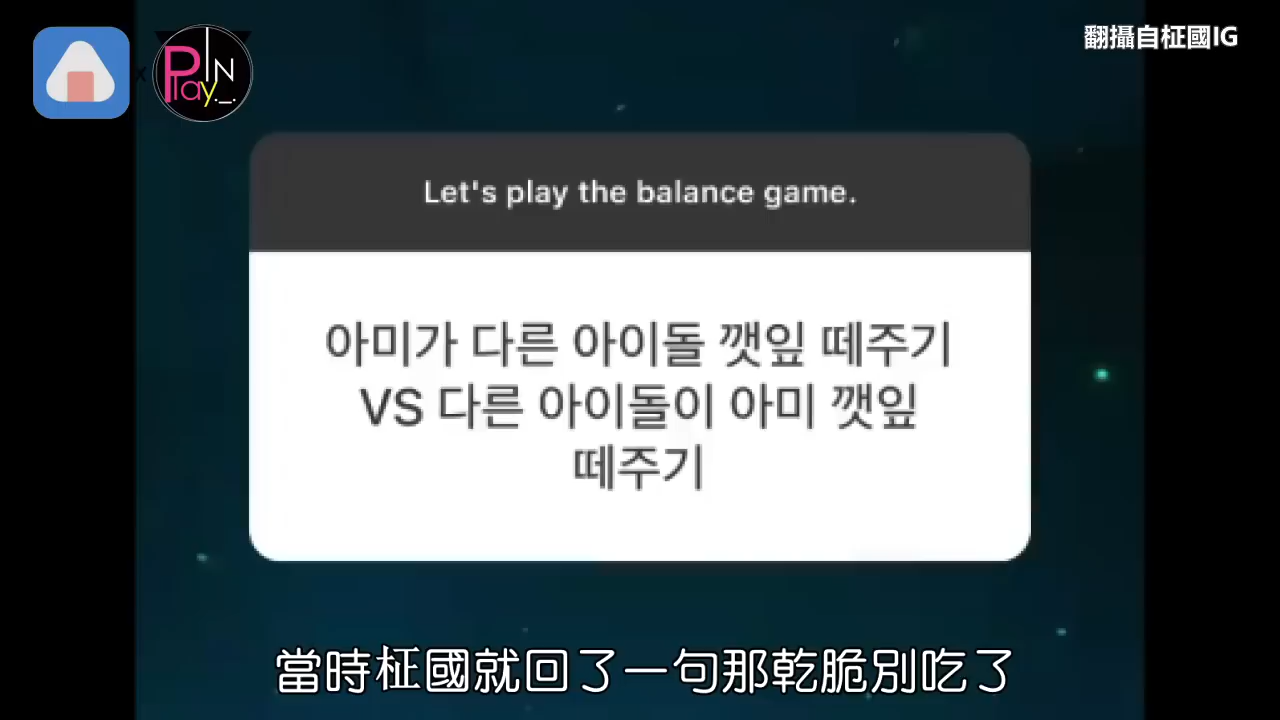 翻攝自柾國IG
PlayIN
Let's play the balance game.
아미가 다른 아이돌 깻잎 떼주기
VS 다른 아이돌이 아미 깻잎
떼주기
當時柾國就回了一句那乾脆別吃了